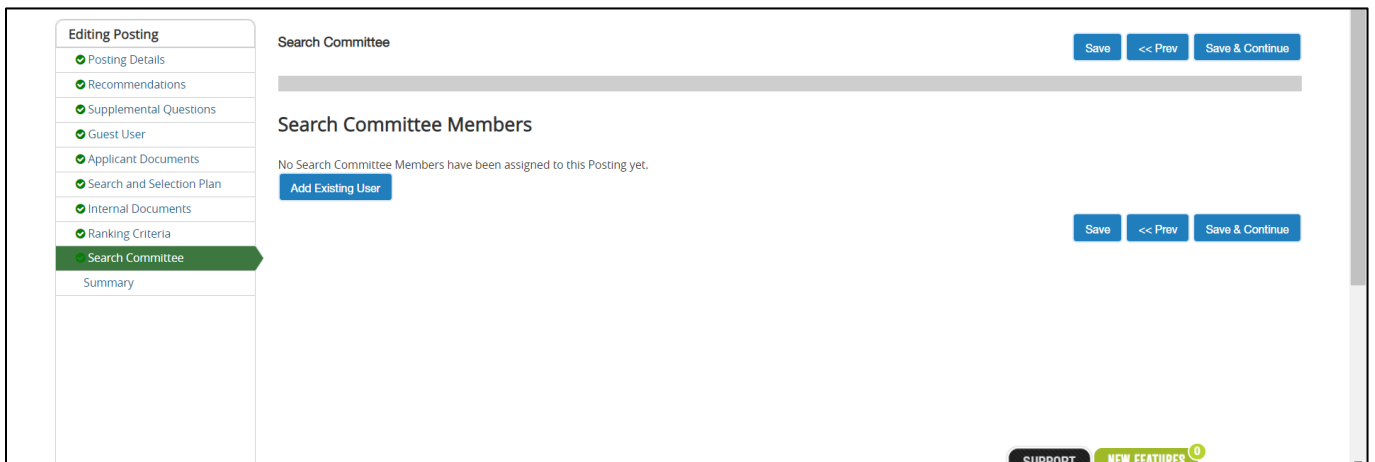 Editing Posting
Posting Details
Recommendations
Supplemental Questions
Guest User
Applicant Documents
Search and Selection Plan
Internal Documents
Ranking Criteria
Search Committee
Summary
Search Committee
Save
<< Prev
Save & Continue
Search Committee Members
No Search Committee Members have been assigned to this Posting yet.
Add Existing User
Save
<< Prev
Save & Continue
SUPPORT
NEW FEATURES
0